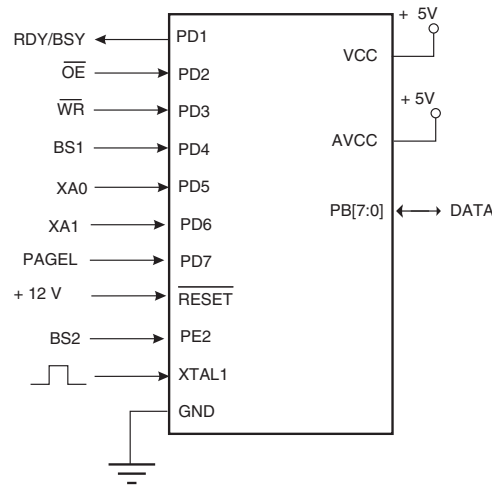 RDY/BSY
PD1
+ 5V
VCC
OE
PD2
WR
PD3
+ 5V
BS1
PD4
AVCC
XA0
PD5
PB[7:0]
DATA
XA1
PD6
PAGEL
PD7
+ 12 V
RESET
BS2
PE2
XTAL1
GND